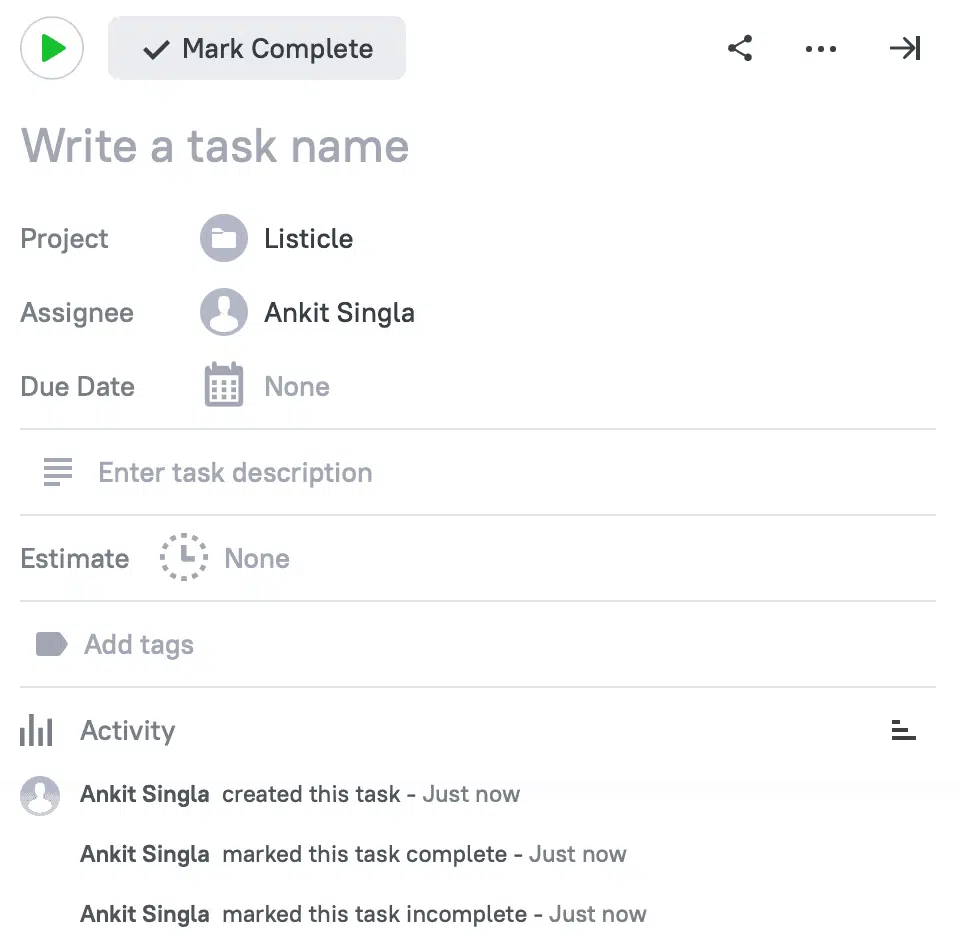 Mark Complete
Write a task name
Project Listicle
Assignee Ankit Singla
Due Date None
Enter task description
Estimate None
Add tags
Activity
Ankit Singla created this task - Just now
Ankit Singla marked this task complete - Just now
Ankit Singla marked this task incomplete - Just now